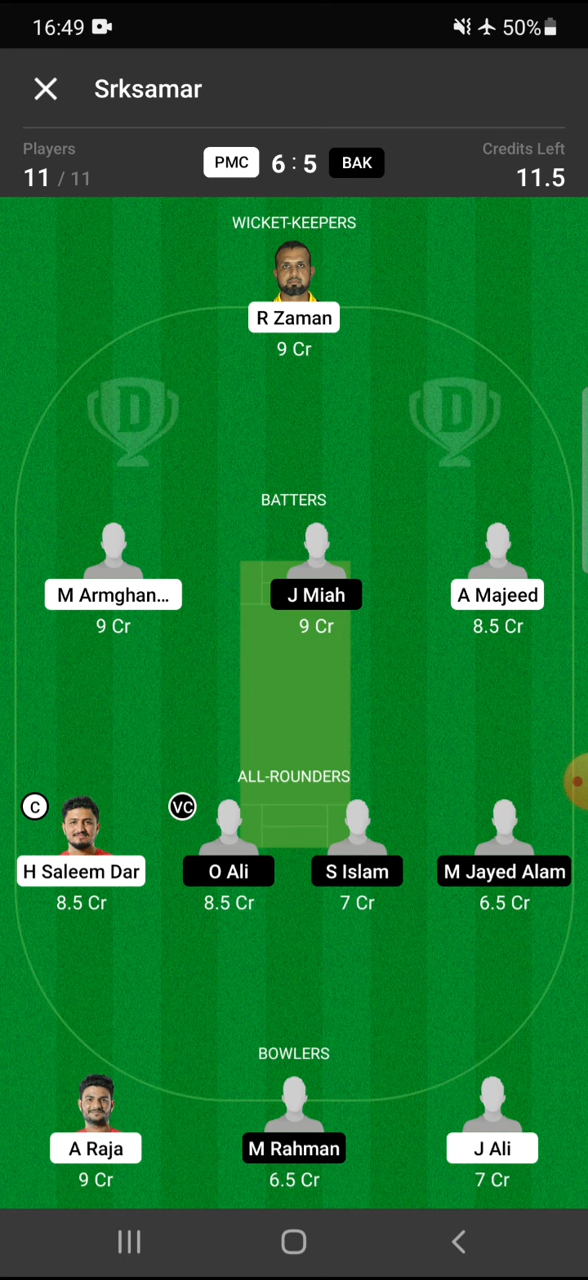 16:49
50%
Srksamar
Players
11 / 11
PMC 6 : 5 BAK
Credits Left
11.5
WICKET-KEEPERS
R Zaman
9 Cr
D D
BATTERS
M Armghan... J Miah A Majeed
9 Cr 9 Cr 8.5 Cr
ALL-ROUNDERS
C VC
H Saleem Dar O Ali S Islam M Jayed Alam
8.5 Cr 8.5 Cr 7 Cr 6.5 Cr
BOWLERS
A Raja M Rahman J Ali
9 Cr 6.5 Cr 7 Cr